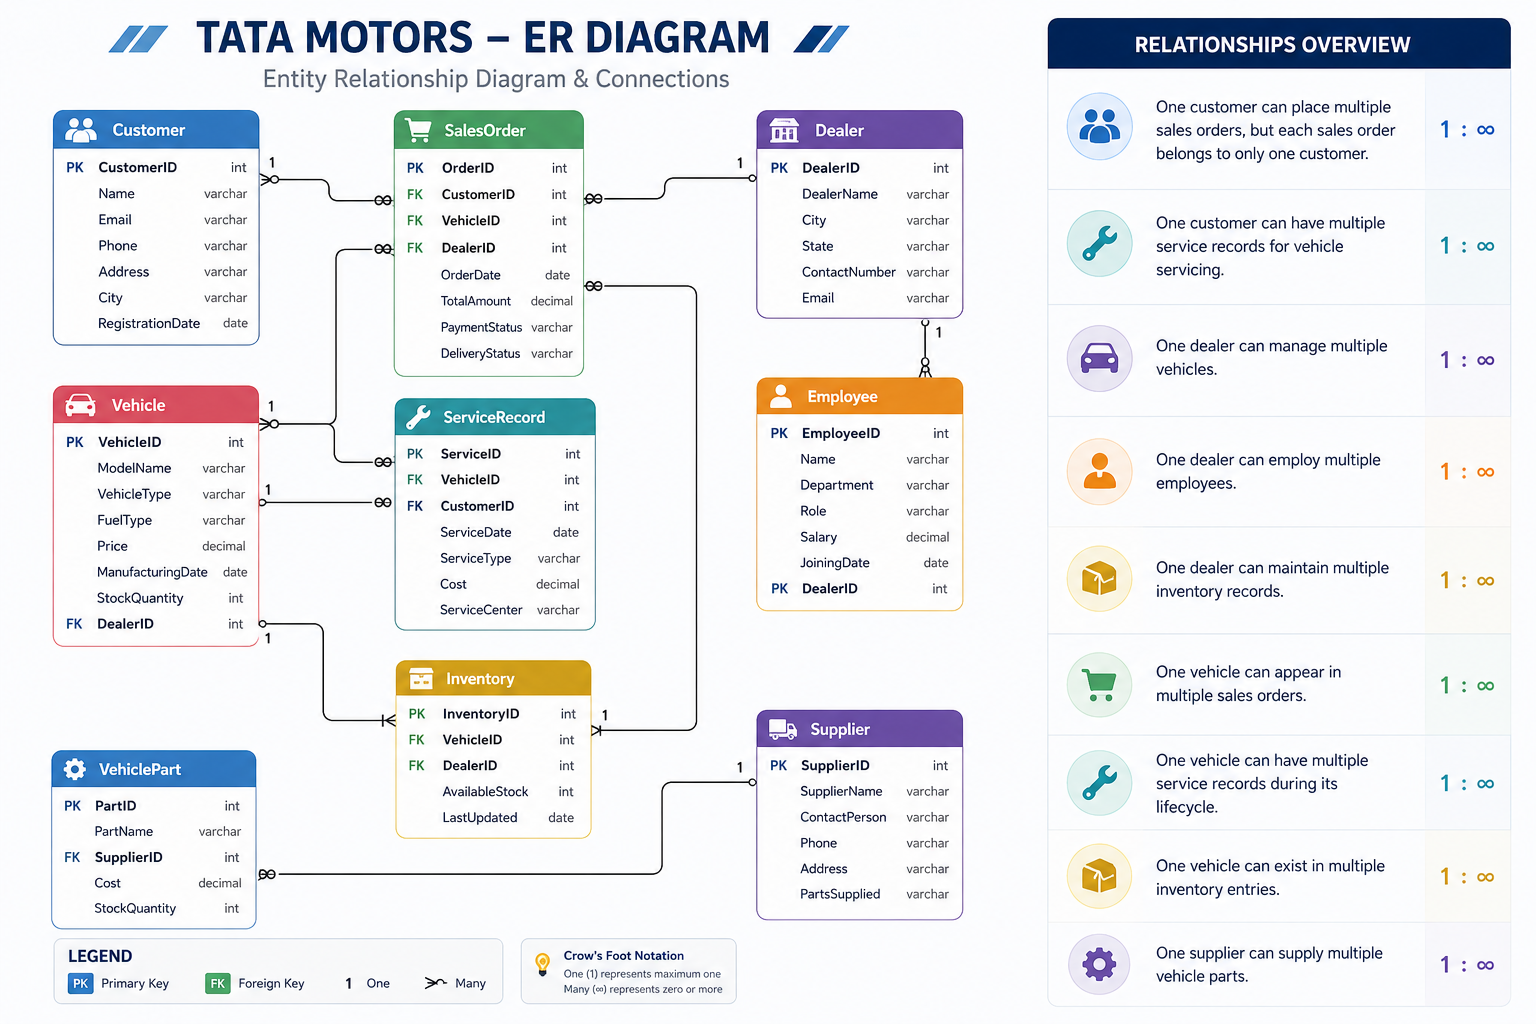 TATA MOTORS – ER DIAGRAM
Entity Relationship Diagram & Connections
Customer
PK CustomerID int
Name varchar
Email varchar
Phone varchar
Address varchar
City varchar
RegistrationDate date
1
SalesOrder
PK OrderID int
FK CustomerID int
FK VehicleID int
FK DealerID int
OrderDate date
TotalAmount decimal
PaymentStatus varchar
DeliveryStatus varchar
1
Dealer
PK DealerID int
DealerName varchar
City varchar
State varchar
ContactNumber varchar
Email varchar
1
Vehicle
PK VehicleID int
ModelName varchar
VehicleType varchar
FuelType varchar
Price decimal
ManufacturingDate date
StockQuantity int
FK DealerID int
1
1
1
ServiceRecord
PK ServiceID int
FK VehicleID int
FK CustomerID int
ServiceDate date
ServiceType varchar
Cost decimal
ServiceCenter varchar
Employee
PK EmployeeID int
Name varchar
Department varchar
Role varchar
Salary decimal
JoiningDate date
PK DealerID int
Inventory
PK InventoryID int
FK VehicleID int
FK DealerID int
AvailableStock int
LastUpdated date
1
1
Supplier
PK SupplierID int
SupplierName varchar
ContactPerson varchar
Phone varchar
Address varchar
PartsSupplied varchar
VehiclePart
PK PartID int
PartName varchar
FK SupplierID int
Cost decimal
StockQuantity int
LEGEND
PK Primary Key FK Foreign Key 1 One Many
Crow's Foot Notation
One (1) represents maximum one
Many (∞) represents zero or more
RELATIONSHIPS OVERVIEW
One customer can place multiple
sales orders, but each sales order
belongs to only one customer.
1 : ∞
One customer can have multiple
service records for vehicle
servicing.
1 : ∞
One dealer can manage multiple
vehicles.
1 : ∞
One dealer can employ multiple
employees.
1 : ∞
One dealer can maintain multiple
inventory records.
1 : ∞
One vehicle can appear in
multiple sales orders.
1 : ∞
One vehicle can have multiple
service records during its
lifecycle.
1 : ∞
One vehicle can exist in multiple
inventory entries.
1 : ∞
One supplier can supply multiple
vehicle parts.
1 : ∞